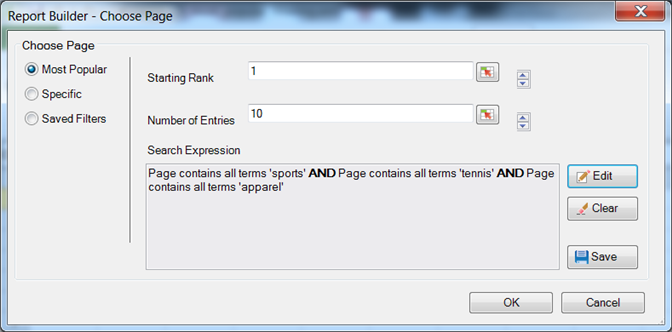 Report Builder - Choose Page
Choose Page
Most Popular
Specific
Saved Filters
Starting Rank
1
Number of Entries
10
Search Expression
Page contains all terms 'sports' AND Page contains all terms 'tennis' AND Page
contains all terms 'apparel'
Edit
Clear
Save
OK
Cancel